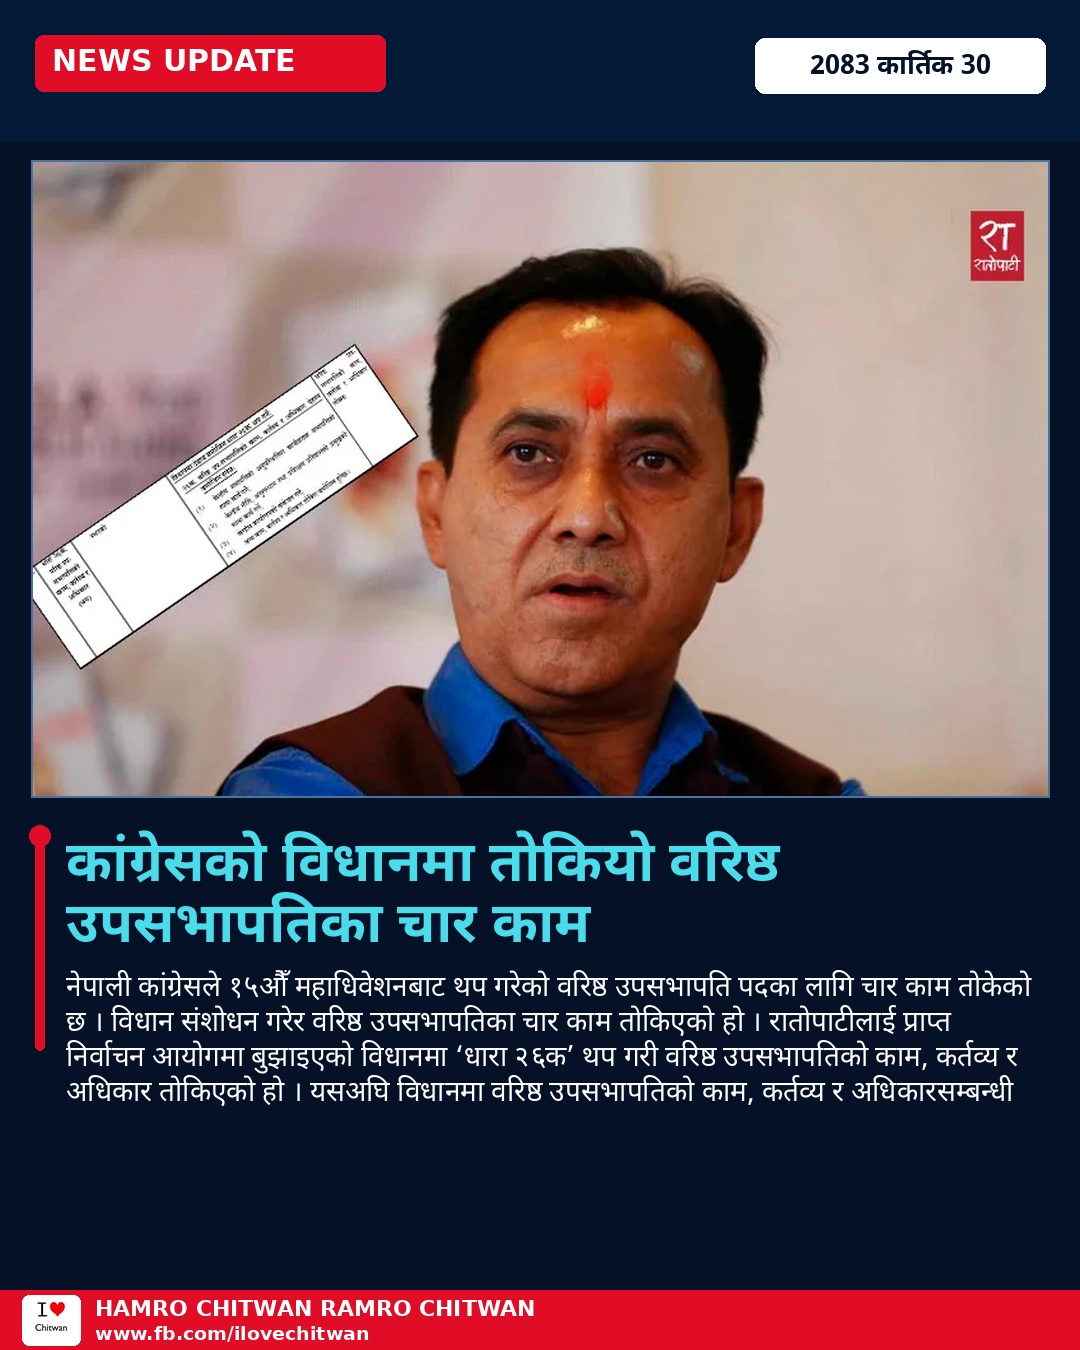 NEWS UPDATE
2083 कार्तिक 30
रातोपाटी
कांग्रेसको विधानमा तोकियो वरिष्ठ
उपसभापतिका चार काम
नेपाली कांग्रेसले १५औँ महाधिवेशनबाट थप गरेको वरिष्ठ उपसभापति पदका लागि चार काम तोकेको
छ । विधान संशोधन गरेर वरिष्ठ उपसभापतिका चार काम तोकिएको हो । रातोपाटीलाई प्राप्त
निर्वाचन आयोगमा बुझाइएको विधानमा ‘धारा २६क’ थप गरी वरिष्ठ उपसभापतिको काम, कर्तव्य र
अधिकार तोकिएको हो । यसअघि विधानमा वरिष्ठ उपसभापतिको काम, कर्तव्य र अधिकारसम्बन्धी
I
Chitwan
HAMRO CHITWAN RAMRO CHITWAN
www.fb.com/ilovechitwan